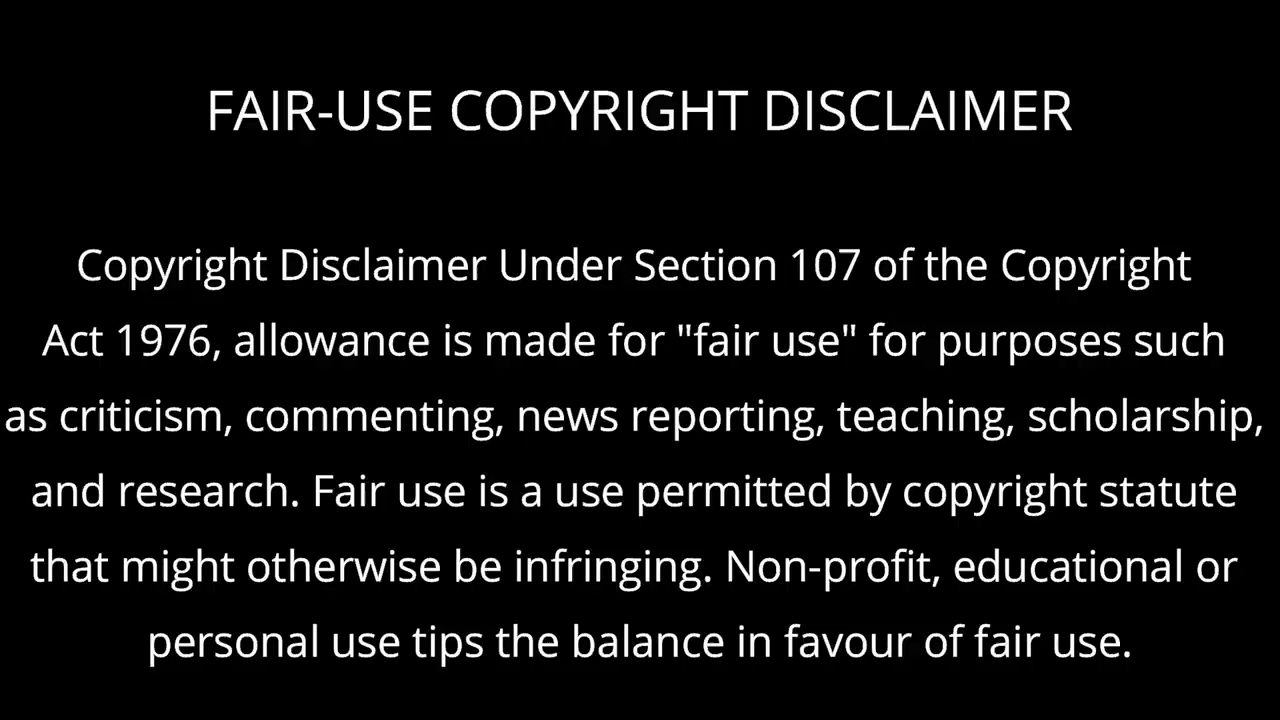 FAIR-USE COPYRIGHT DISCLAIMER
Copyright Disclaimer Under Section 107 of the Copyright
Act 1976, allowance is made for "fair use" for purposes such
as criticism, commenting, news reporting, teaching, scholarship,
and research. Fair use is a use permitted by copyright statute
that might otherwise be infringing. Non-profit, educational or
personal use tips the balance in favour of fair use.